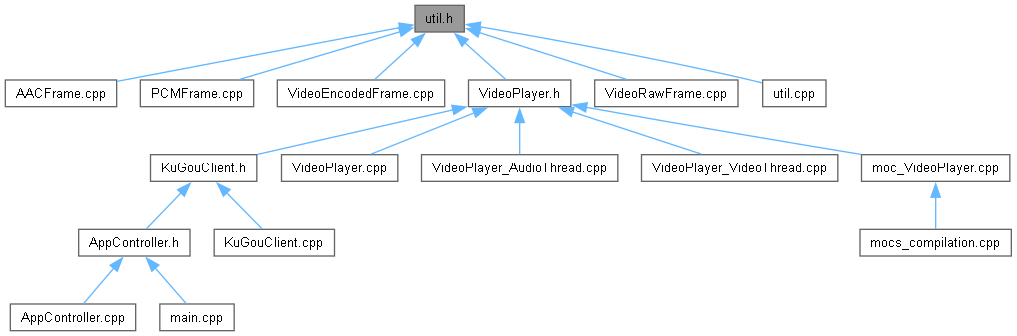 util.h
AACFrame.cpp
PCMFrame.cpp
VideoEncodedFrame.cpp
VideoPlayer.h
VideoRawFrame.cpp
util.cpp
KuGouClient.h
VideoPlayer.cpp
VideoPlayer_AudioThread.cpp
VideoPlayer_VideoThread.cpp
moc_VideoPlayer.cpp
AppController.h
KuGouClient.cpp
mocs_compilation.cpp
AppController.cpp
main.cpp